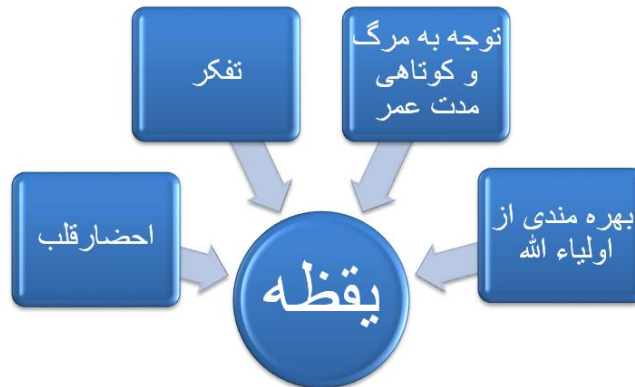 توجه به مرگ
و کوتاهی
مدت عمر
تفکر
بهره مندی از
اولیاء الله
احضارقلب
یقظه